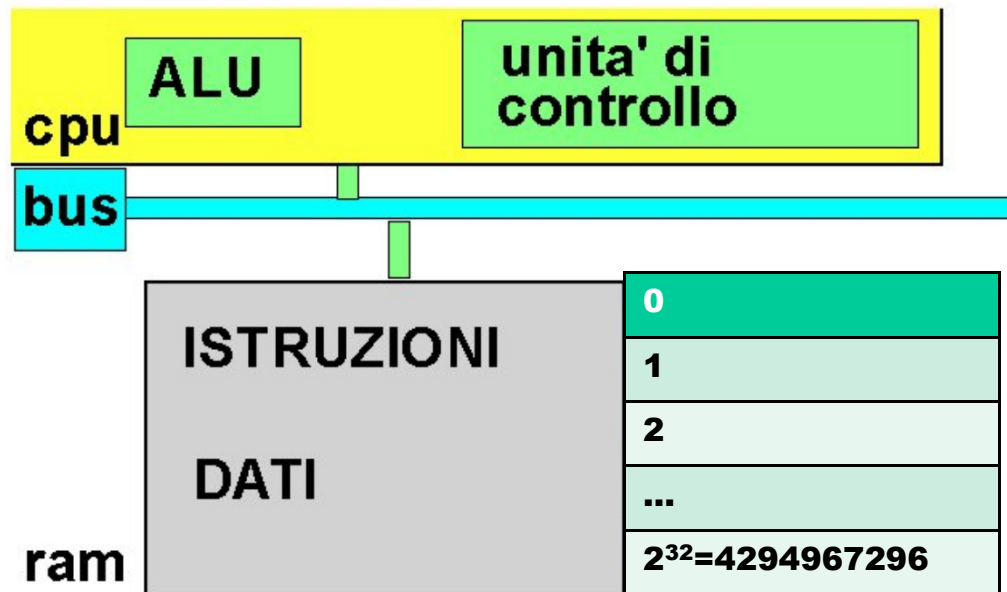 ALU
unita' di
controllo
cpu
bus
ISTRUZIONI
DATI
ram
0
1
2
...
2³²=4294967296